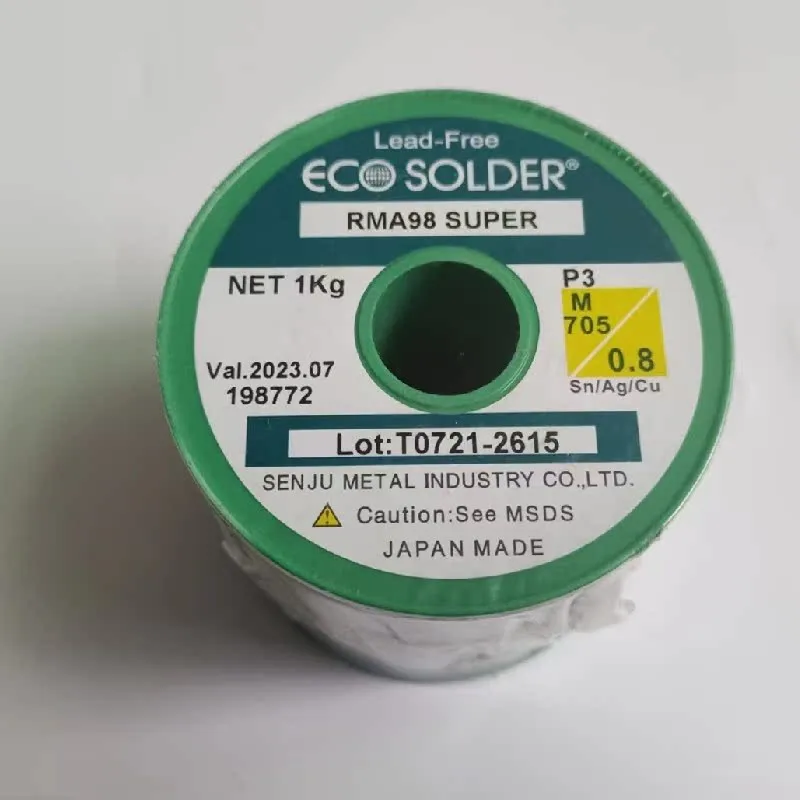 Lead-Free
ECO SOLDER®
RMA98 SUPER
NET 1Kg
P3
M
705
0.8
Sn/Ag/Cu
Val.2023.07
198772
Lot:T0721-2615
SENJU METAL INDUSTRY CO.,LTD.
Caution:See MSDS
JAPAN MADE